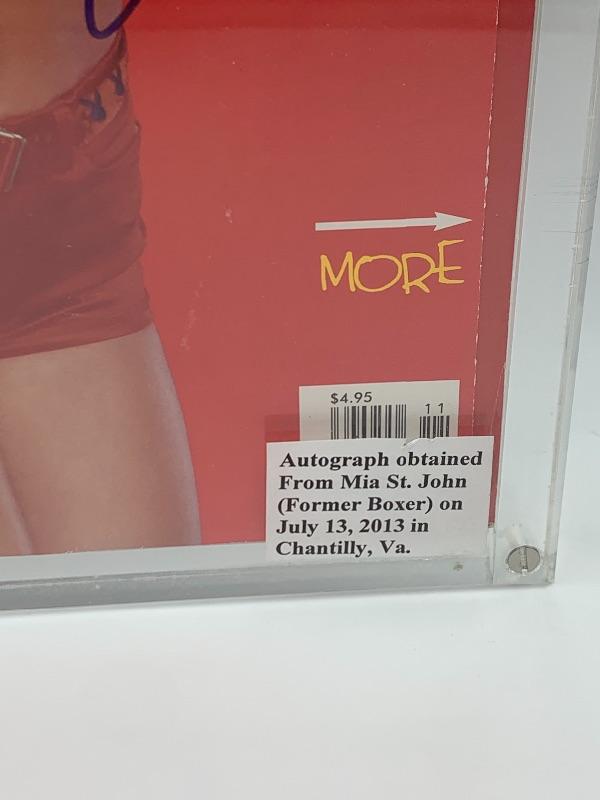 MORE
$4.95
11
Autograph obtained
From Mia St. John
(Former Boxer) on
July 13, 2013 in
Chantilly, Va.